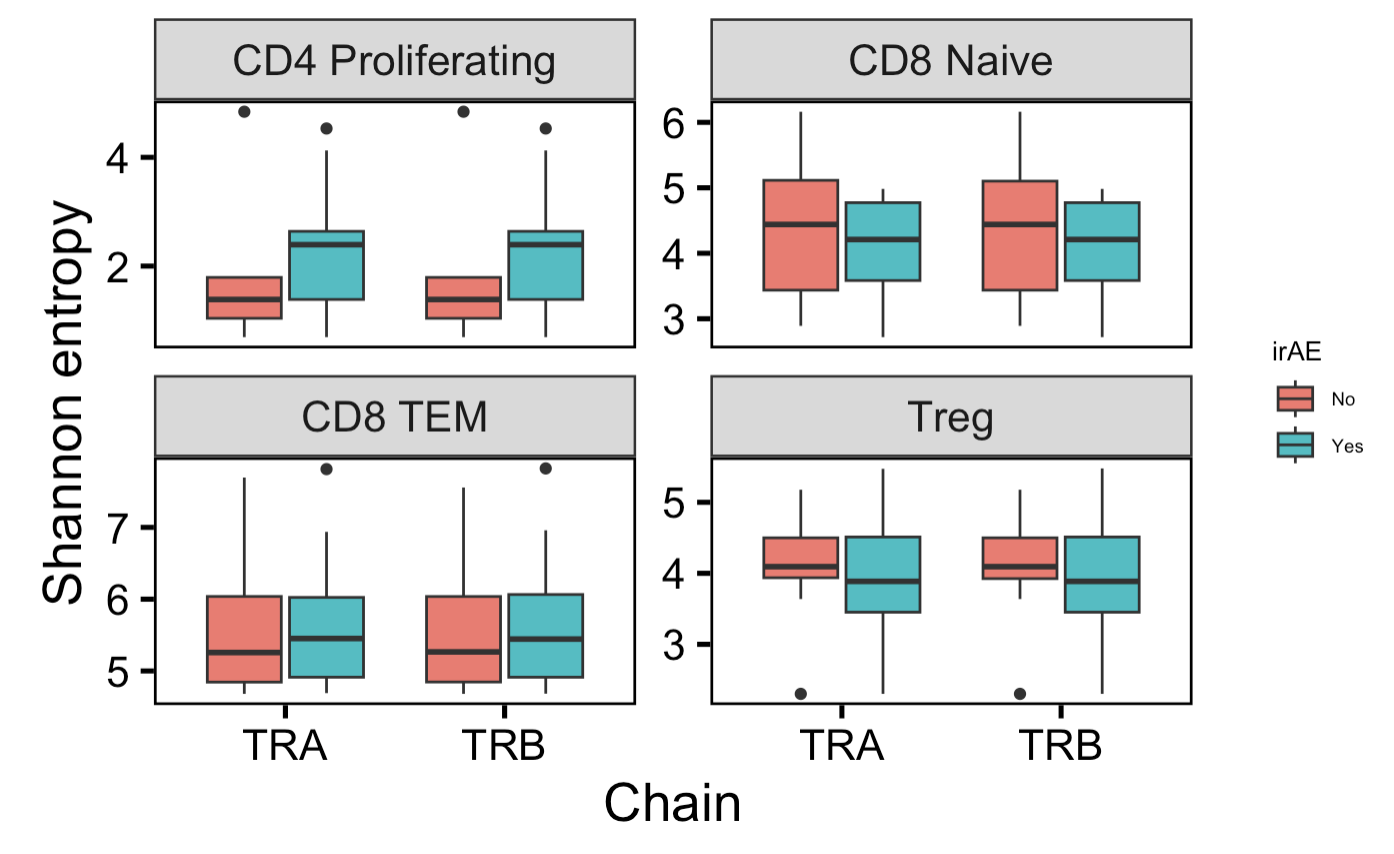 CD4 Proliferating
CD8 Naive
4
2
6
5
4
3
CD8 TEM
Treg
7
6
5
5
4
3
TRA
TRB
TRA
TRB
Chain
Shannon entropy
irAE
No
Yes